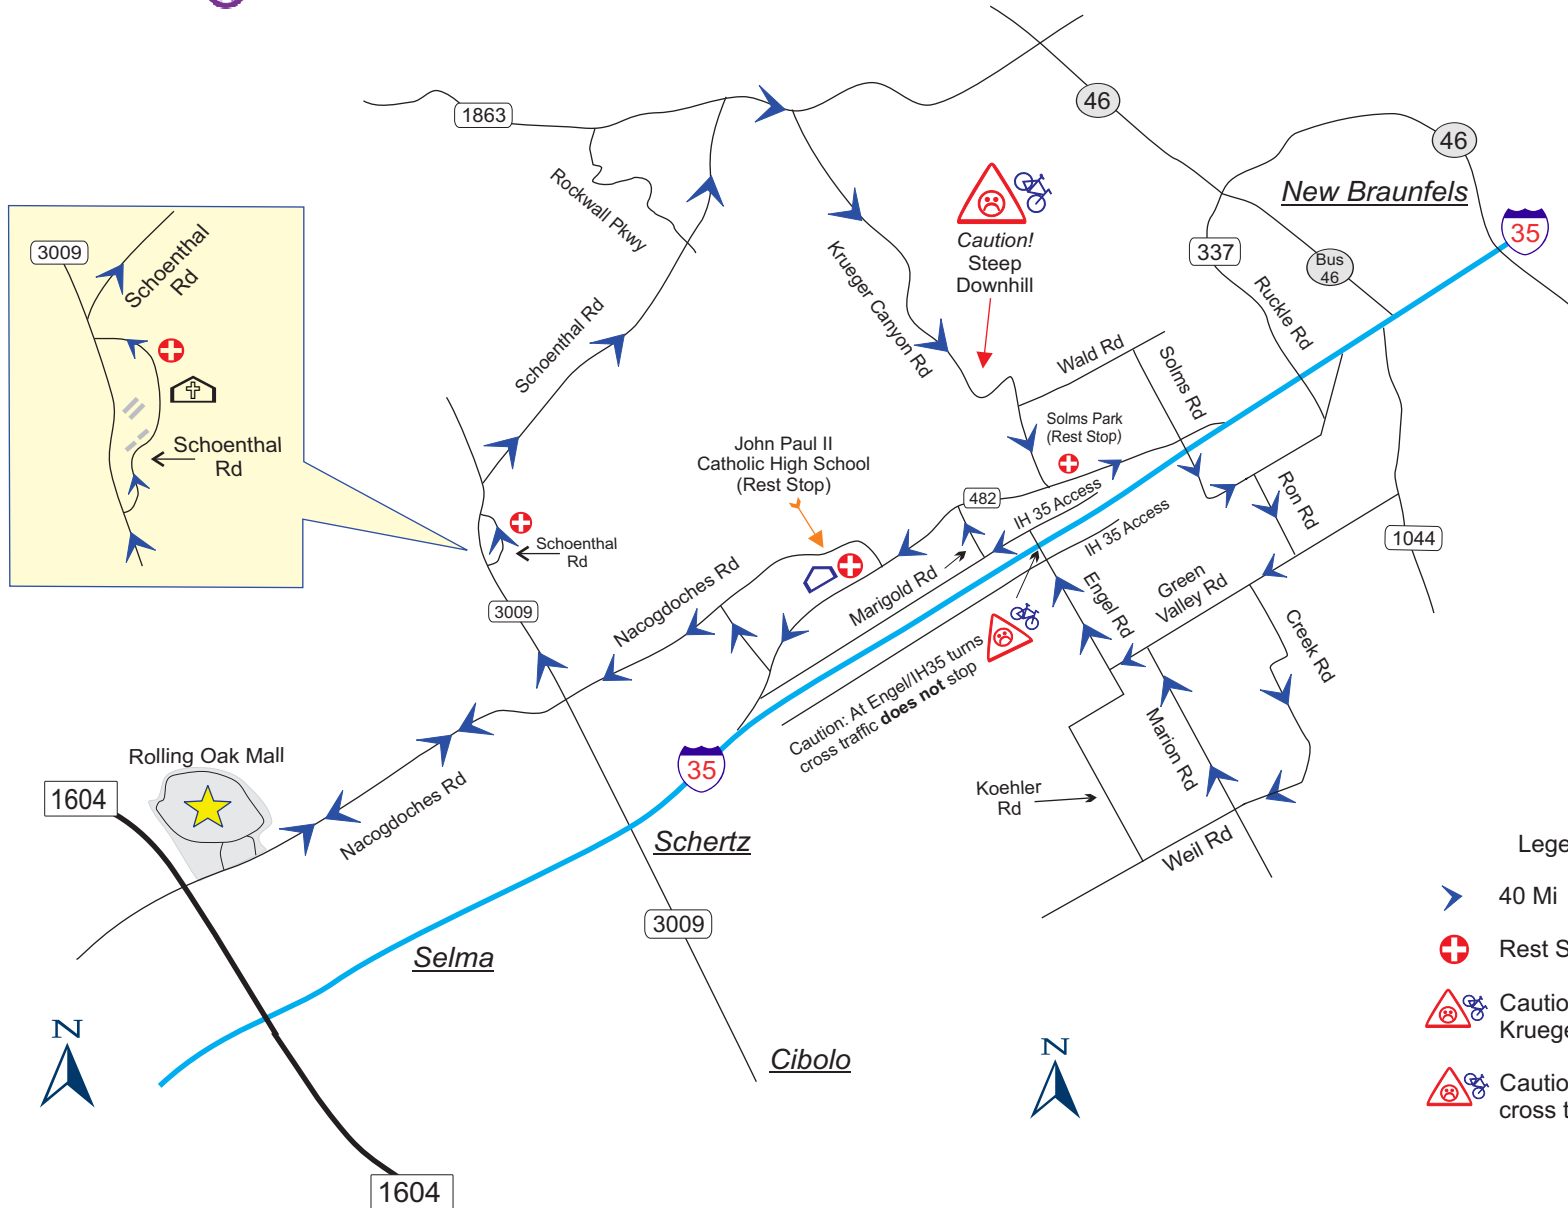 1863
46
46
New Braunfels
35
337
Bus
46
Rockwall Pkwy
Caution!
Steep
Downhill
3009
Schoenthal
Rd
Schoenthal
Rd
Schoenthal Rd
Krueger Canyon Rd
Ruckle Rd
Wald Rd
Solms Rd
Solms Park
(Rest Stop)
John Paul II
Catholic High School
(Rest Stop)
482
IH 35 Access
IH 35 Access
Ron Rd
1044
Schoenthal
Rd
3009
Nacogdoches Rd
Marigold Rd
Engel Rd
Green
Valley Rd
Creek Rd
Caution: At Engel/IH35 turns
cross traffic does not stop
Marion Rd
Koehler
Rd
Weil Rd
Rolling Oak Mall
1604
Nacogdoches Rd
35
Schertz
3009
Selma
Cibolo
N
N
1604
Lege
40 Mi
Rest S
Cautio
Kruege
Cautio
cross t